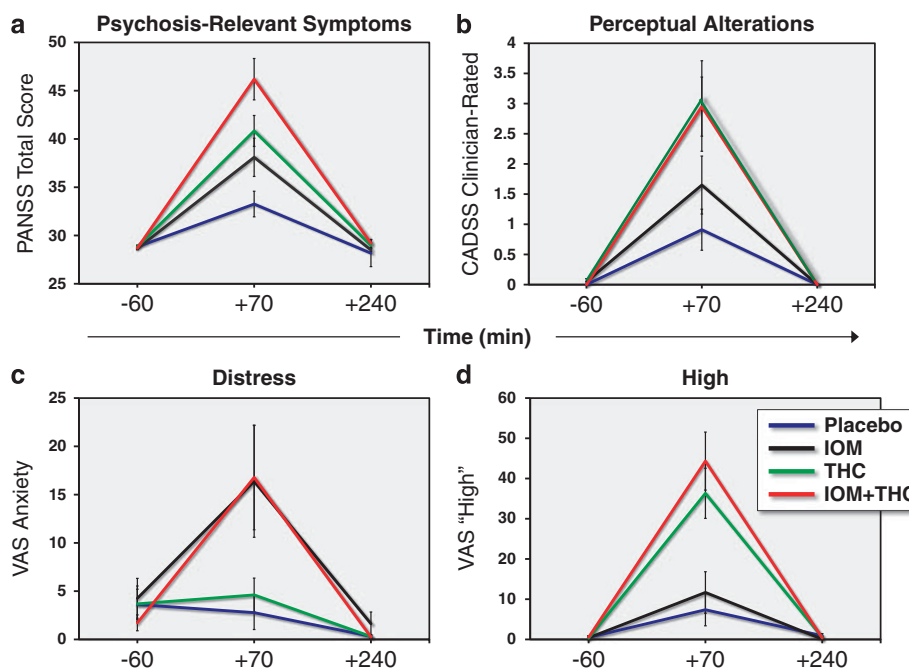 a Psychosis-Relevant Symptoms
PANSS Total Score
50
45
40
35
30
25
-60 +70 +240
b Perceptual Alterations
CADSS Clinician-Rated
4
3.5
3
2.5
2
1.5
1
0.5
0
-60 +70 +240
Time (min)
c Distress
VAS Anxiety
25
20
15
10
5
0
-60 +70 +240
d High
VAS “High”
60
50
40
30
20
10
0
-60 +70 +240
Placebo
IOM
THC
IOM+THC